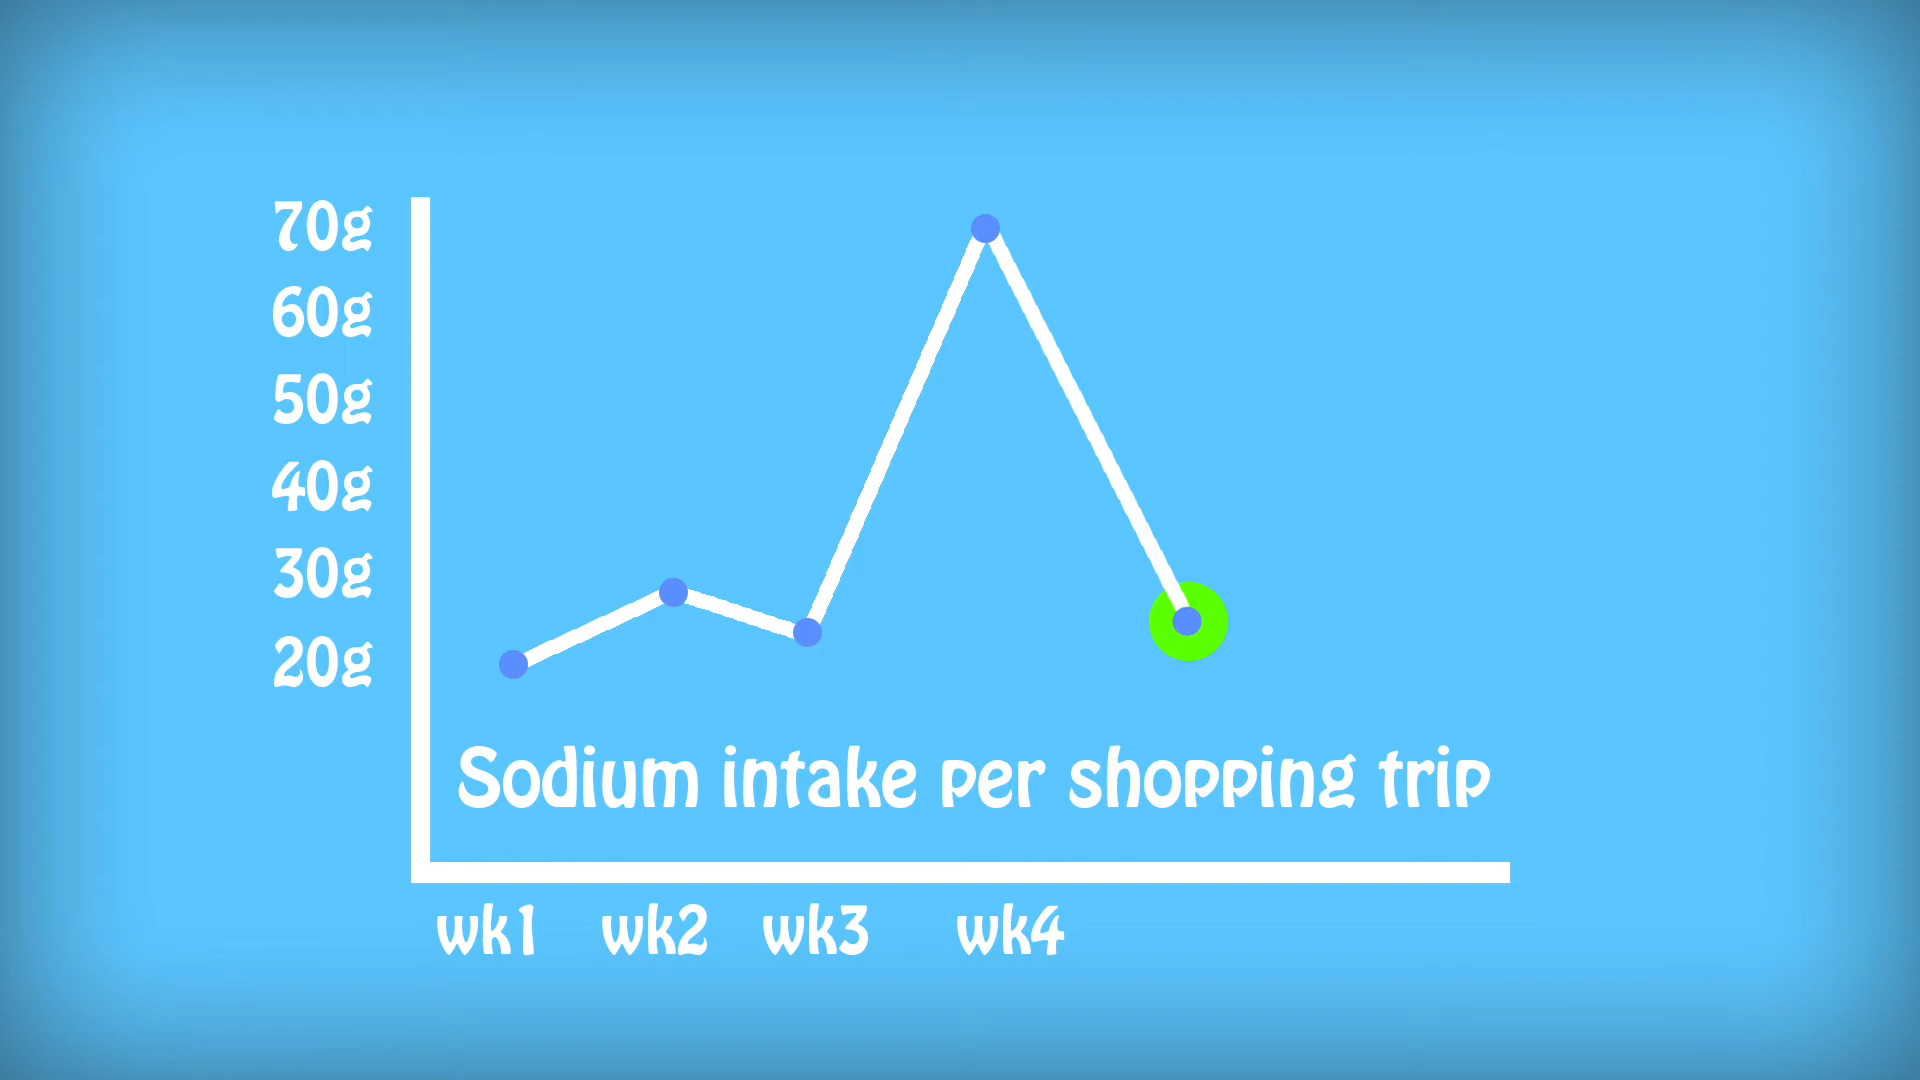 70g
60g
50g
40g
30g
20g
Sodium intake per shopping trip
wk1 wk2 wk3 wk4